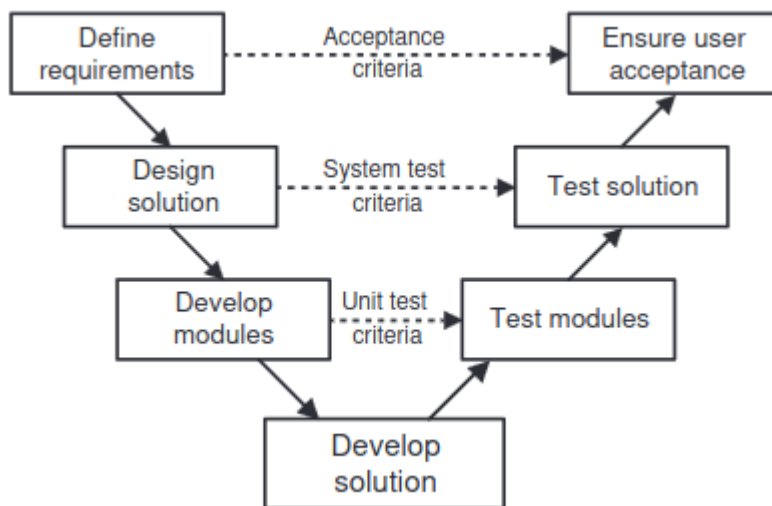 Define
requirements
Acceptance
criteria
Ensure user
acceptance
Design
solution
System test
criteria
Test solution
Develop
modules
Unit test
criteria
Test modules
Develop
solution